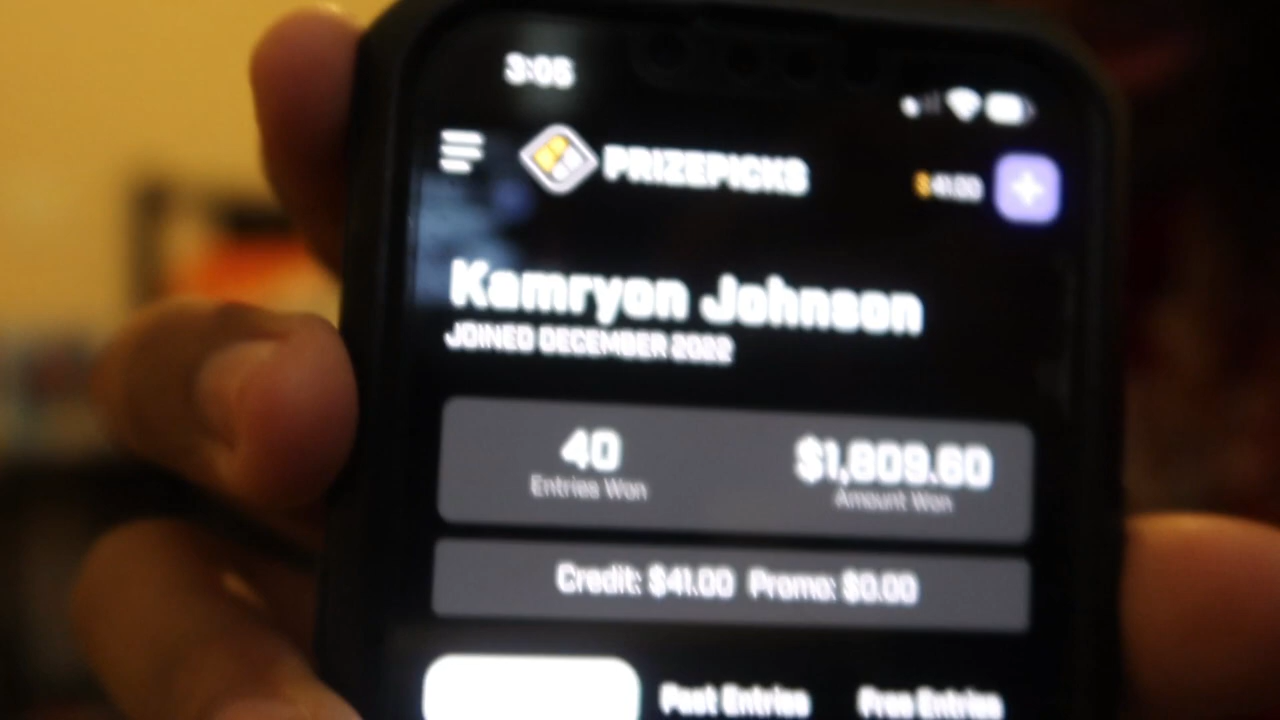 3:05
PRIZEPICKS
$41.00
Kamryon Johnson
JOINED DECEMBER 2022
40 $1,809.60
Entries Won Amount Won
Credit: $41.00 Promo: $0.00
Past Entries Free Entries